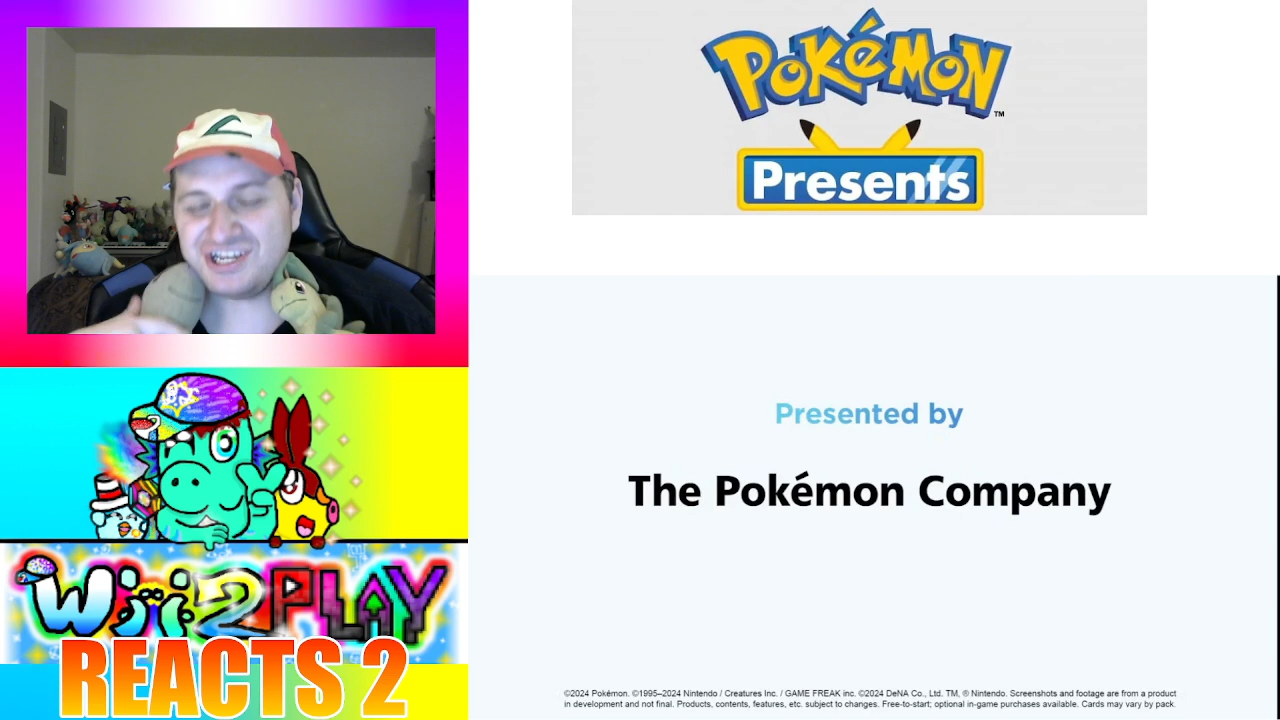 POKéMON
TM
Presents
Presented by
The Pokémon Company
Wii2PLAY
REACTS 2
©2024 Pokémon. ©1995–2024 Nintendo / Creatures Inc. / GAME FREAK inc. ©2024 DeNA Co., Ltd. TM, ® Nintendo. Screenshots and footage are from a product
in development and not final. Products, contents, features, etc. subject to changes. Free-to-start; optional in-game purchases available. Cards may vary by pack.